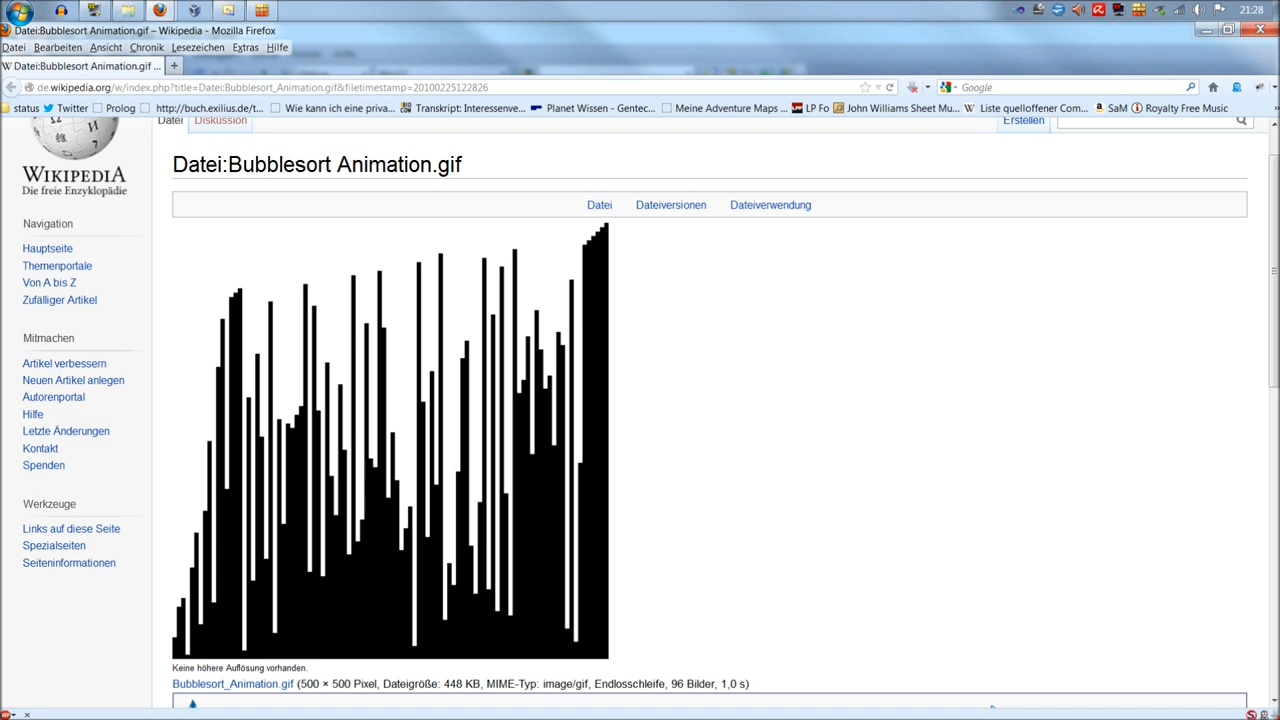 21:28
Datei:Bubblesort Animation.gif – Wikipedia - Mozilla Firefox
Datei Bearbeiten Ansicht Chronik Lesezeichen Extras Hilfe
W Datei:Bubblesort Animation.gif ... +
de.wikipedia.org/w/index.php?title=Datei:Bubblesort_Animation.gif&filetimestamp=20100225122826 Google
status Twitter Prolog http://buch.exilius.de/t... Wie kann ich eine priva... Transkript: Interessenve... Planet Wissen - Gentec... Meine Adventure Maps ... LP Fo John Williams Sheet Mu... Liste quelloffener Com... SaM Royalty Free Music
Datei Diskussion Erstellen
WIKIPEDIA
Die freie Enzyklopädie
Datei:Bubblesort Animation.gif
Datei Dateiversionen Dateiverwendung
Navigation
Hauptseite
Themenportale
Von A bis Z
Zufälliger Artikel
Mitmachen
Artikel verbessern
Neuen Artikel anlegen
Autorenportal
Hilfe
Letzte Änderungen
Kontakt
Spenden
Werkzeuge
Links auf diese Seite
Spezialseiten
Seiteninformationen
Keine höhere Auflösung vorhanden.
Bubblesort_Animation.gif (500 × 500 Pixel, Dateigröße: 448 KB, MIME-Typ: image/gif, Endlosschleife, 96 Bilder, 1,0 s)